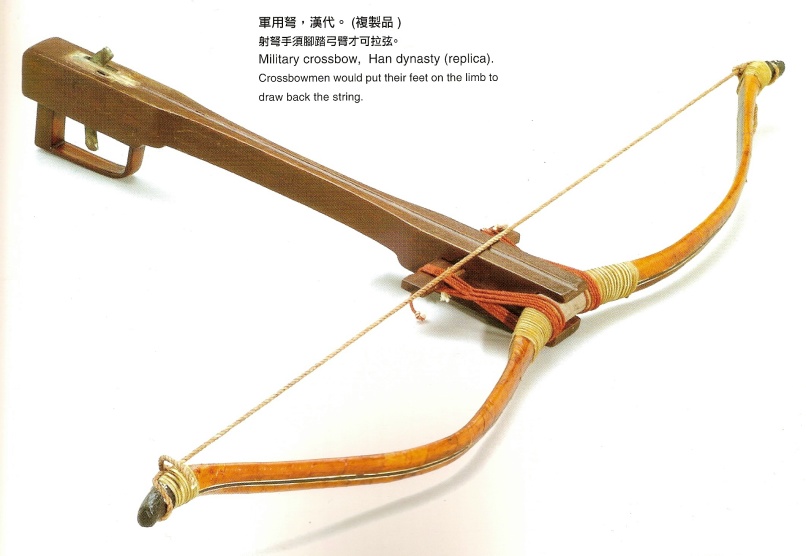 軍用弩，漢代。(複製品)
射弩手須腳踏弓臂才可拉弦。
Military crossbow, Han dynasty (replica).
Crossbowmen would put their feet on the limb to
draw back the string.